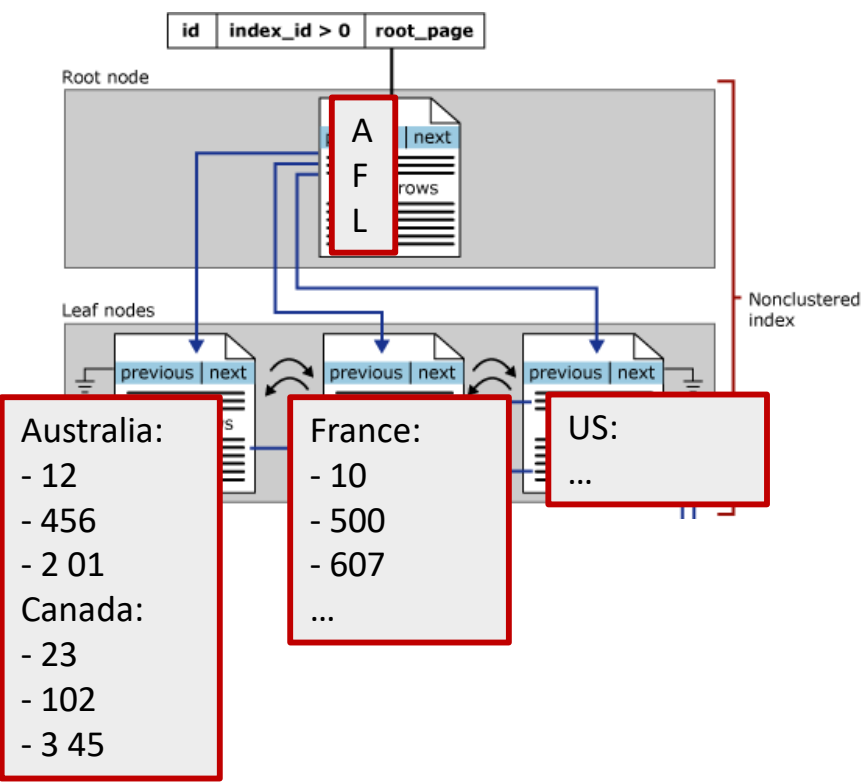 id index_id > 0 root_page
Root node
A
next
F
rows
L
Nonclustered
index
Leaf nodes
previous next
previous next
previous next
Australia:
- 12
- 456
- 2 01
Canada:
- 23
- 102
- 3 45
France:
- 10
- 500
- 607
...
US:
...